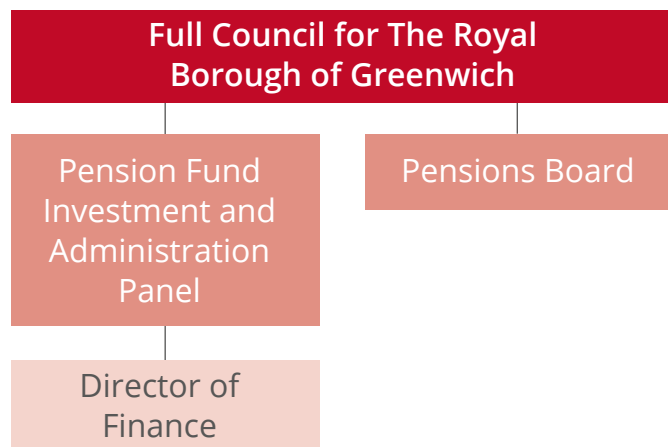 Full Council for The Royal
Borough of Greenwich
Pension Fund
Investment and
Administration
Panel
Pensions Board
Director of
Finance